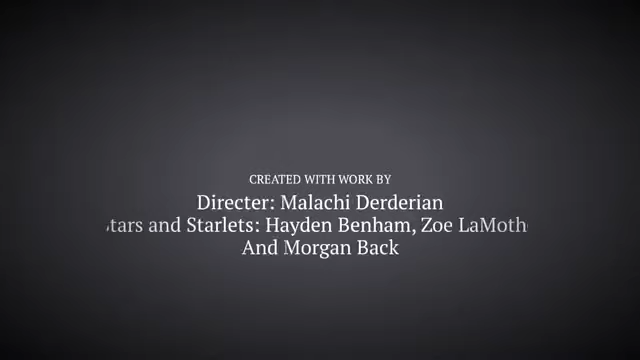 CREATED WITH WORK BY
Directer: Malachi Derderian
and Starlets: Hayden Benham, Zoe
And Morgan Back